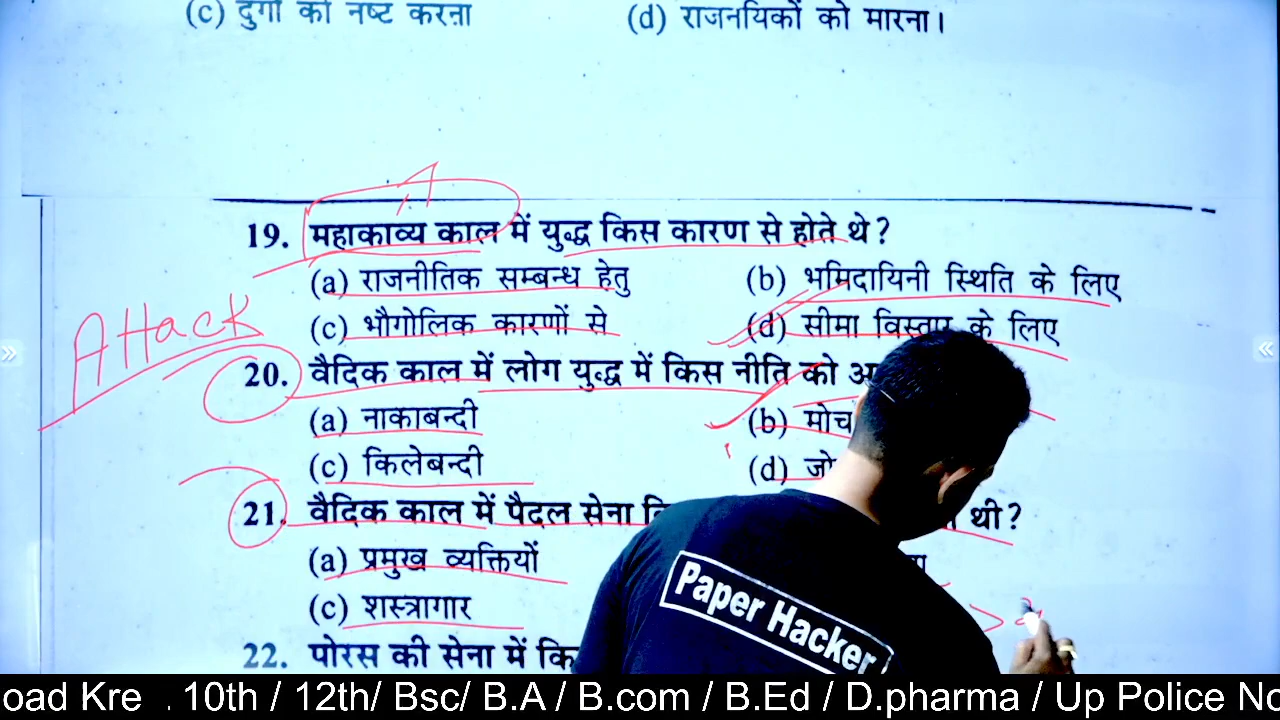 (c) दुर्गों को नष्ट करना (d) राजनयिकों को मारना।
A
19. महाकाव्य काल में युद्ध किस कारण से होते थे?
(a) राजनीतिक सम्बन्ध हेतु (b) भमिदायिनी स्थिति के लिए
Attack
(c) भौगोलिक कारणों से (d) सीमा विस्तार के लिए
20. वैदिक काल में लोग युद्ध में किस नीति को
(a) नाकाबन्दी (b)
(c) किलेबन्दी (d)
21. वैदिक काल में पैदल सेना थी?
(a) प्रमुख व्यक्तियों
(c) शस्त्रागार
Paper Hacker
22. पोरस की सेना में
oad Kre . 10th / 12th/ Bsc/ B.A / B.com / B.Ed / D.pharma / Up Police No